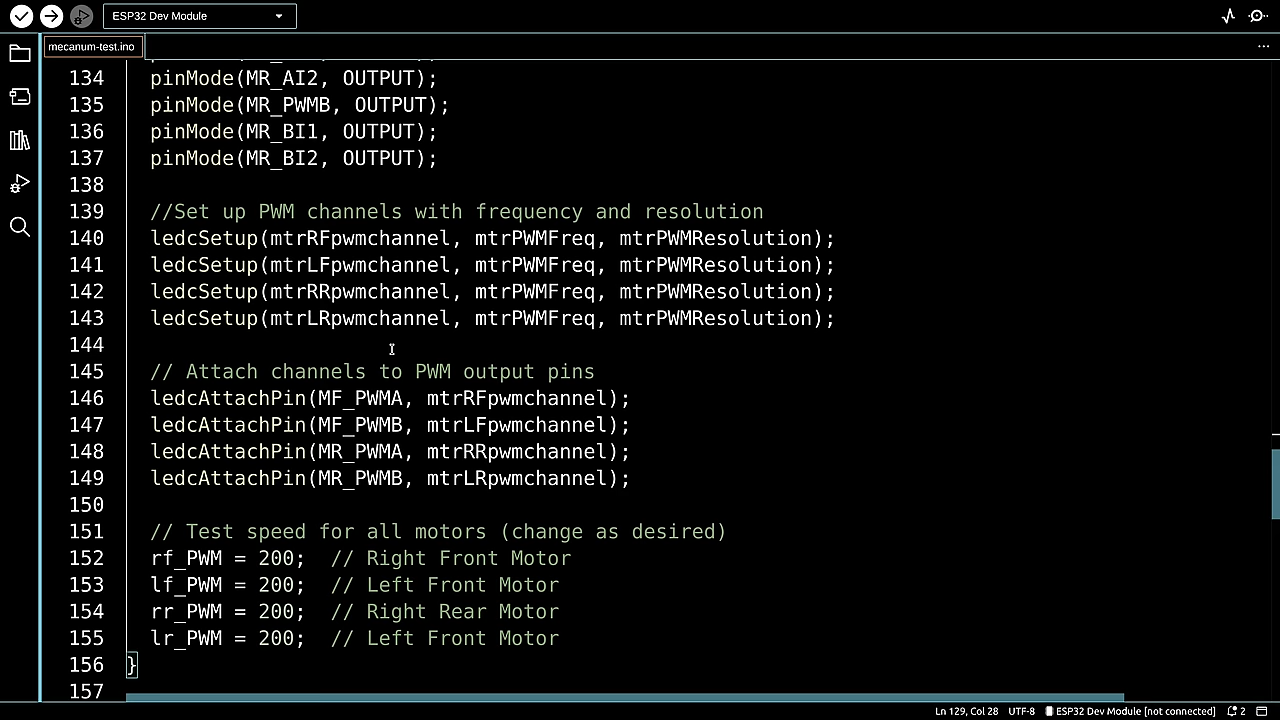 ESP32 Dev Module
mecanum-test.ino
134 pinMode(MR_AI2, OUTPUT);
135 pinMode(MR_PWMB, OUTPUT);
136 pinMode(MR_BI1, OUTPUT);
137 pinMode(MR_BI2, OUTPUT);
138
139 //Set up PWM channels with frequency and resolution
140 ledcSetup(mtrRFpwmchannel, mtrPWMFreq, mtrPWMResolution);
141 ledcSetup(mtrLFpwmchannel, mtrPWMFreq, mtrPWMResolution);
142 ledcSetup(mtrRRpwmchannel, mtrPWMFreq, mtrPWMResolution);
143 ledcSetup(mtrLRpwmchannel, mtrPWMFreq, mtrPWMResolution);
144
145 // Attach channels to PWM output pins
146 ledcAttachPin(MF_PWMA, mtrRFpwmchannel);
147 ledcAttachPin(MF_PWMB, mtrLFpwmchannel);
148 ledcAttachPin(MR_PWMA, mtrRRpwmchannel);
149 ledcAttachPin(MR_PWMB, mtrLRpwmchannel);
150
151 // Test speed for all motors (change as desired)
152 rf_PWM = 200;  // Right Front Motor
153 lf_PWM = 200;  // Left Front Motor
154 rr_PWM = 200;  // Right Rear Motor
155 lr_PWM = 200;  // Left Front Motor
156 }
157
Ln 129, Col 28 UTF-8 ESP32 Dev Module [not connected] 2